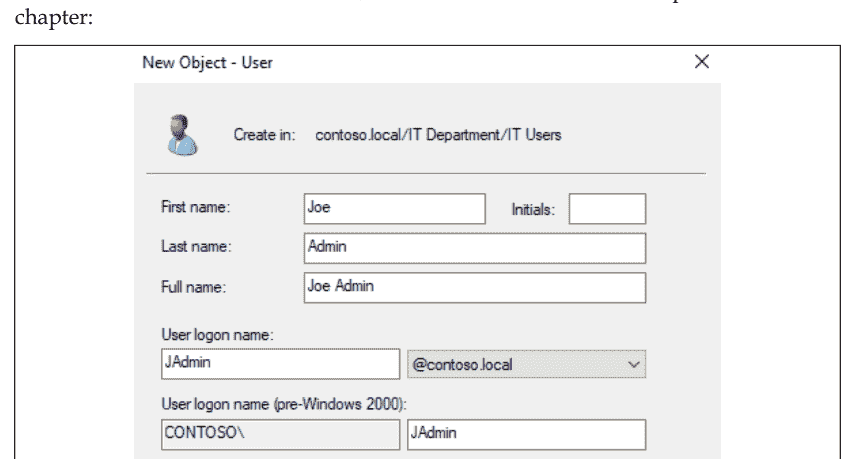 chapter:
New Object - User
Create in: contoso.local/IT Department/IT Users
First name: Joe Initials:
Last name: Admin
Full name: Joe Admin
User logon name:
JAdmin @contoso.local
User logon name (pre-Windows 2000):
CONTOSO\ JAdmin